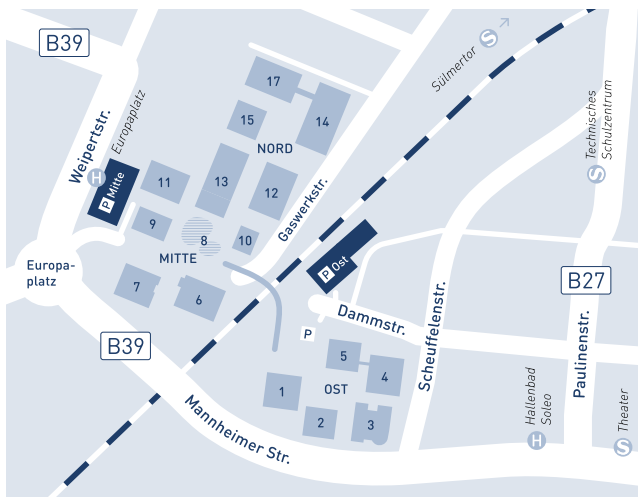 B39
Sülmertor
S
17
14
15
NORD
Technisches
Schulzentrum
S
Weipertstr.
Europaplatz
H
P Mitte
11
13
12
Gaswerkstr.
9
8
10
MITTE
P Ost
Europa-
platz
7
6
B27
Dammstr.
P
B39
5
4
OST
1
2
3
Scheuffelenstr.
Paulinenstr.
Mannheimer Str.
Hallenbad
Soleo
H
Theater
S